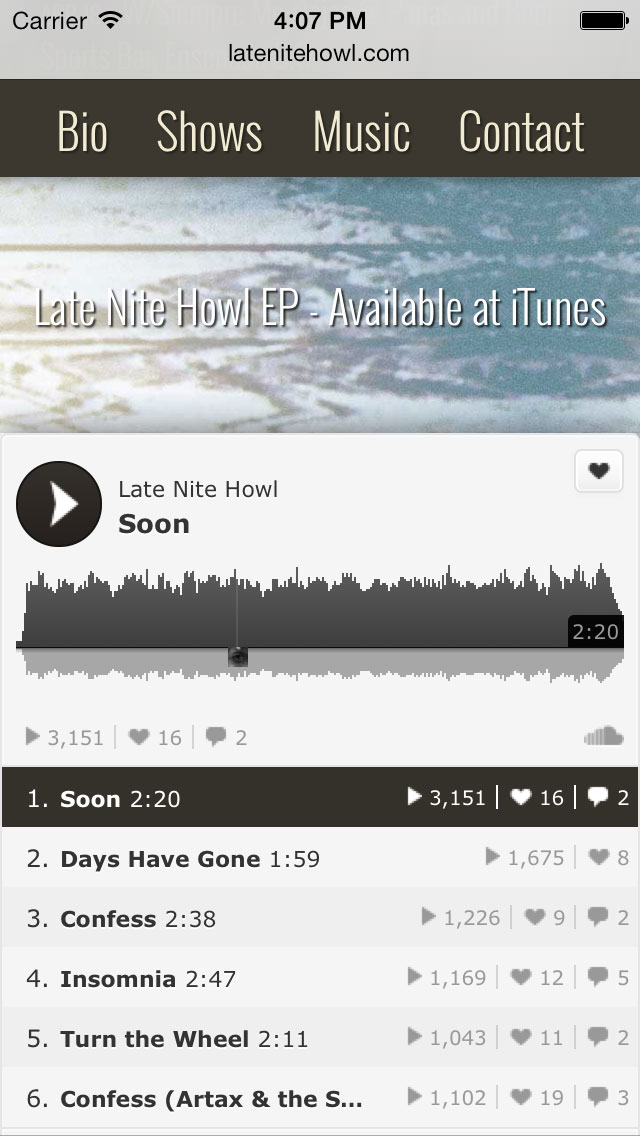 Carrier 4:07 PM
latenitehowl.com
Bio Shows Music Contact
Late Nite Howl EP - Available at iTunes
Late Nite Howl
Soon
2:20
3,151 16 2
1. Soon 2:20 3,151 16 2
2. Days Have Gone 1:59 1,675 8
3. Confess 2:38 1,226 9 2
4. Insomnia 2:47 1,169 12 5
5. Turn the Wheel 2:11 1,043 11 2
6. Confess (Artax & the S... 1,102 19 3